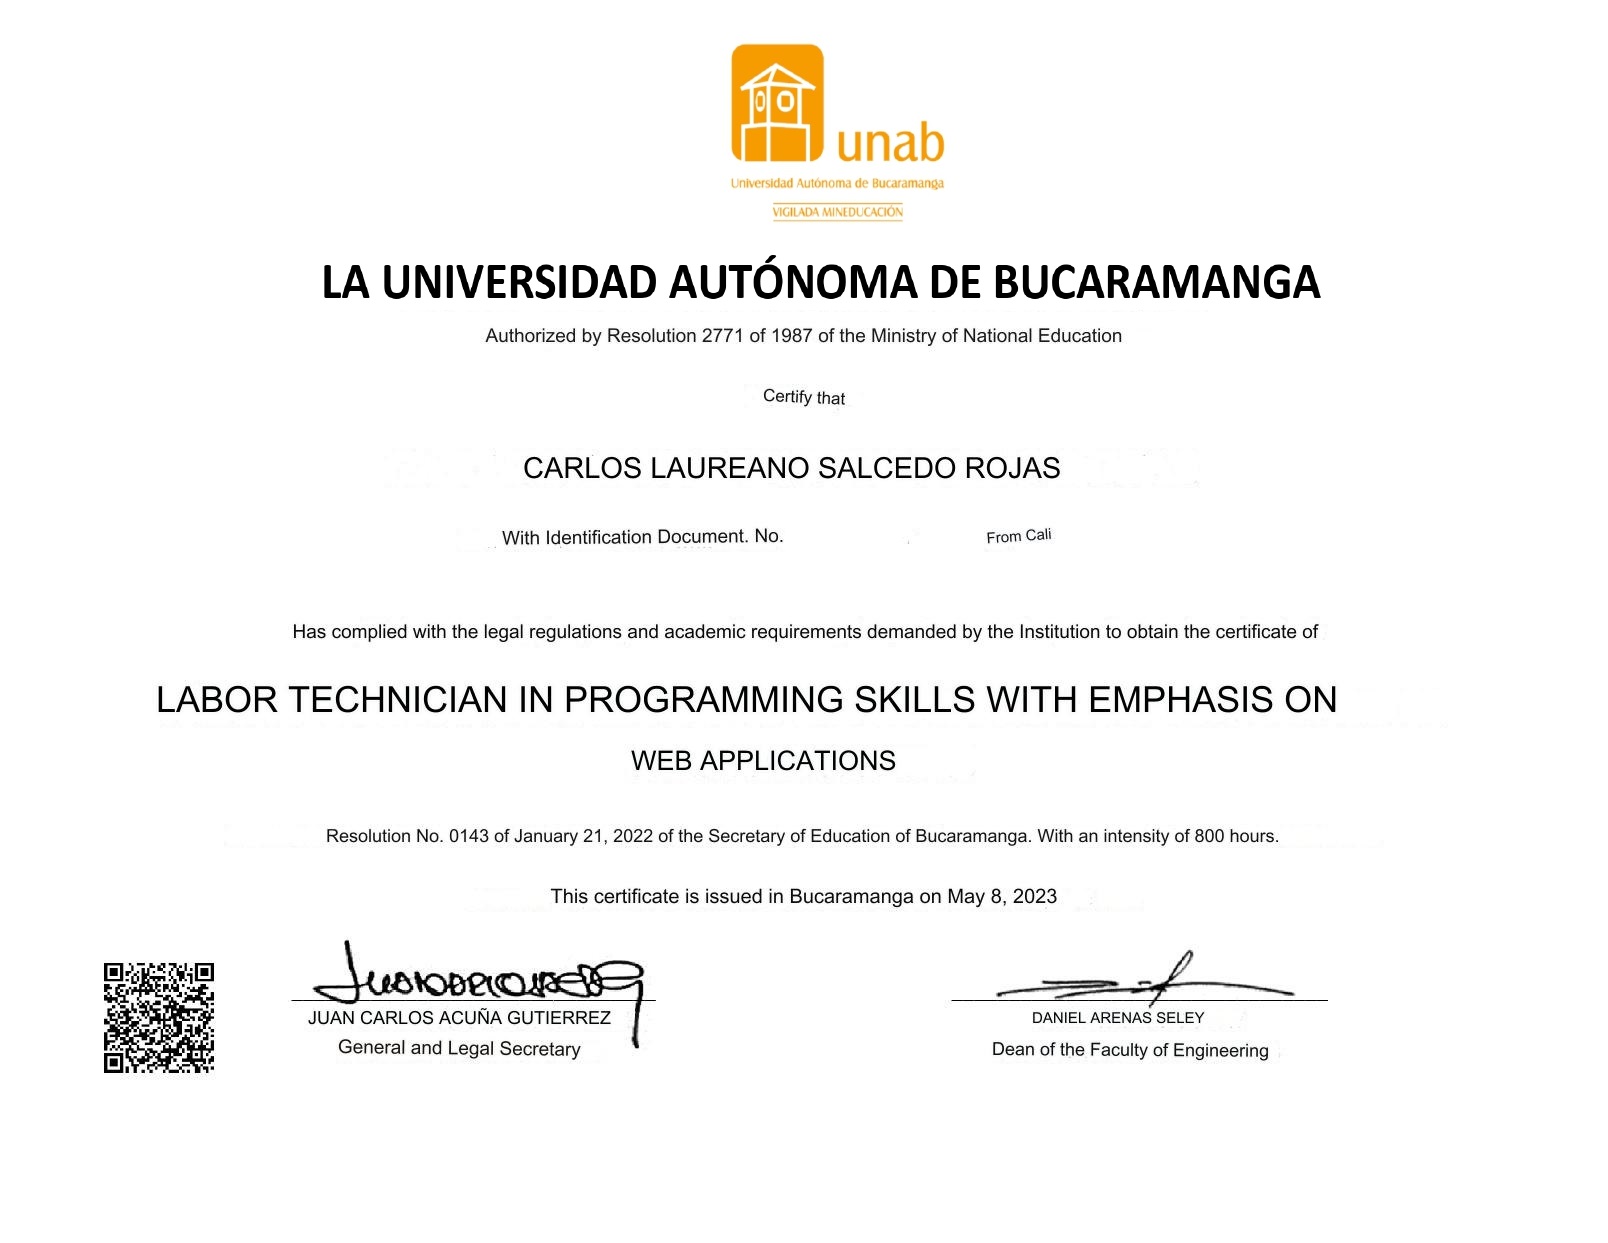 unab
Universidad Autónoma de Bucaramanga
VIGILADA MINEDUCACIÓN
LA UNIVERSIDAD AUTÓNOMA DE BUCARAMANGA
Authorized by Resolution 2771 of 1987 of the Ministry of National Education
Certify that
CARLOS LAUREANO SALCEDO ROJAS
With Identification Document. No. From Cali
Has complied with the legal regulations and academic requirements demanded by the Institution to obtain the certificate of
LABOR TECHNICIAN IN PROGRAMMING SKILLS WITH EMPHASIS ON
WEB APPLICATIONS
Resolution No. 0143 of January 21, 2022 of the Secretary of Education of Bucaramanga. With an intensity of 800 hours.
This certificate is issued in Bucaramanga on May 8, 2023
JUAN CARLOS ACUÑA GUTIERREZ
General and Legal Secretary
DANIEL ARENAS SELEY
Dean of the Faculty of Engineering